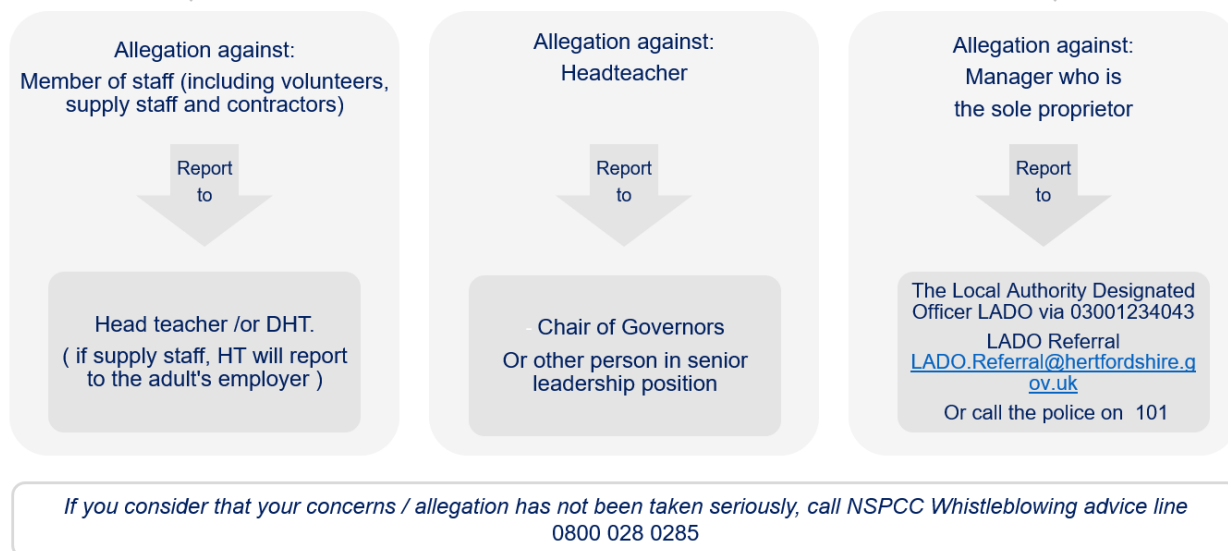 Allegation against:
Member of staff (including volunteers,
supply staff and contractors)
Report
to
Head teacher /or DHT.
( if supply staff, HT will report
to the adult's employer )
Allegation against:
Headteacher
Report
to
- Chair of Governors
Or other person in senior
leadership position
Allegation against:
Manager who is
the sole proprietor
Report
to
The Local Authority Designated
Officer LADO via 03001234043
LADO Referral
LADO.Referral@hertfordshire.g
ov.uk
Or call the police on 101
If you consider that your concerns / allegation has not been taken seriously, call NSPCC Whistleblowing advice line
0800 028 0285